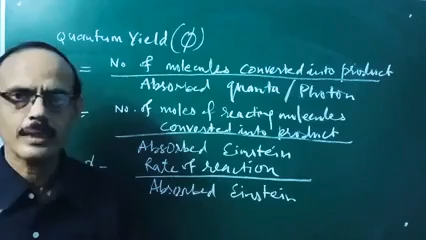 Quantum Yield (ϕ)
= No of molecules converted into product
Absorbed quanta / Photon
= No. of moles of reacting molecules
converted into product
Absorbed Einstein
Rate of reaction
Absorbed Einstein